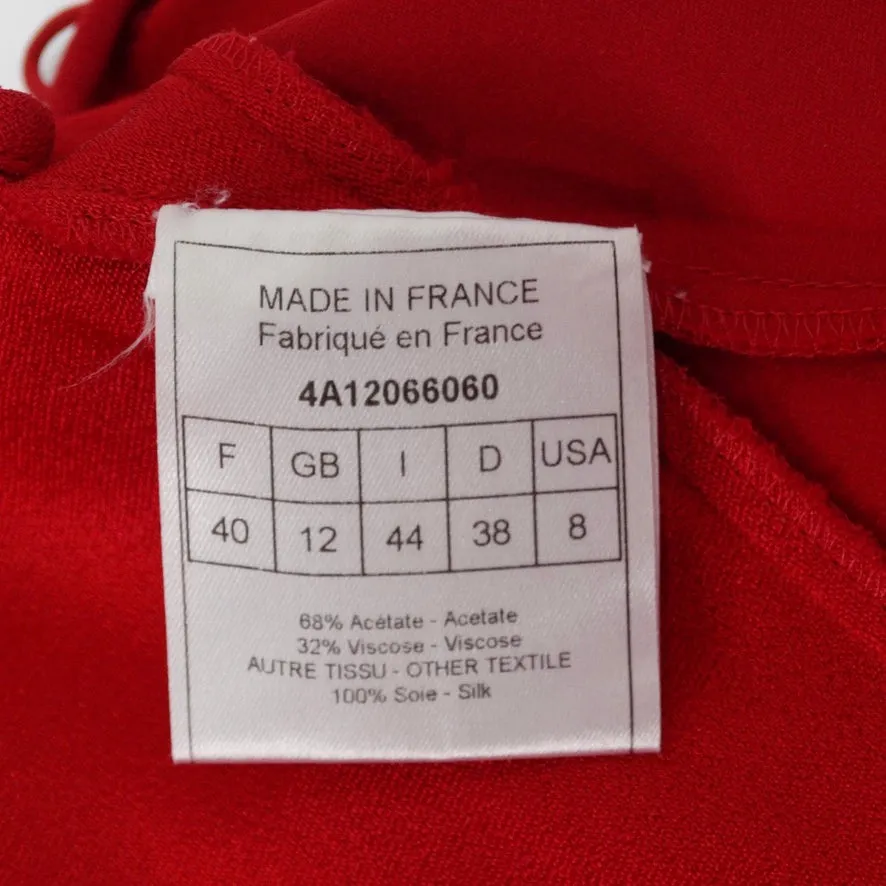 MADE IN FRANCE
Fabriqué en France
4A12066060
F GB I D USA
40 12 44 38 8
68% Acétate - Acetate
32% Viscose - Viscose
AUTRE TISSU - OTHER TEXTILE
100% Soie - Silk